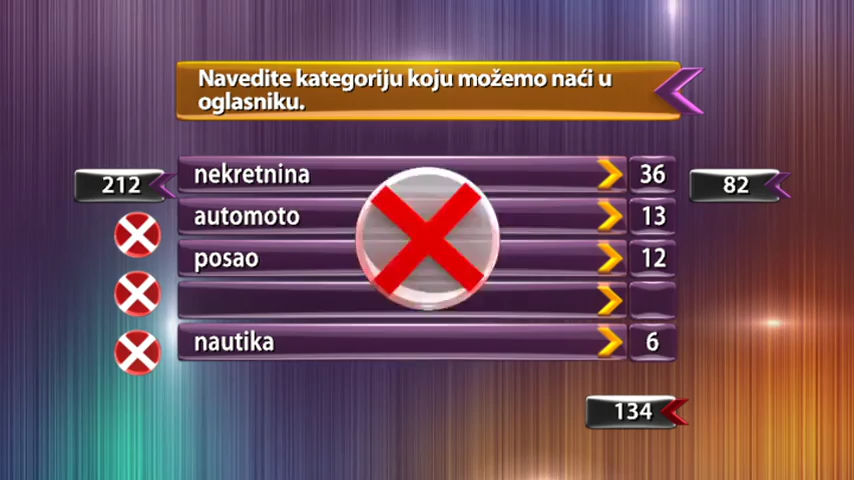 Navedite kategoriju koju možemo naći u
oglasniku.
212
nekretnina 36
82
automoto 13
posao 12
nautika 6
134